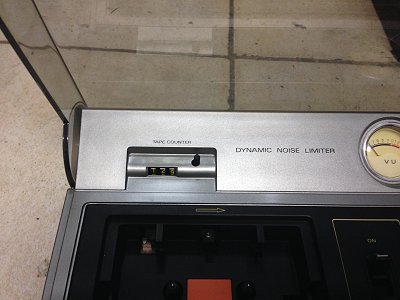 TAPE COUNTER
DYNAMIC NOISE LIMITER
VU
ON